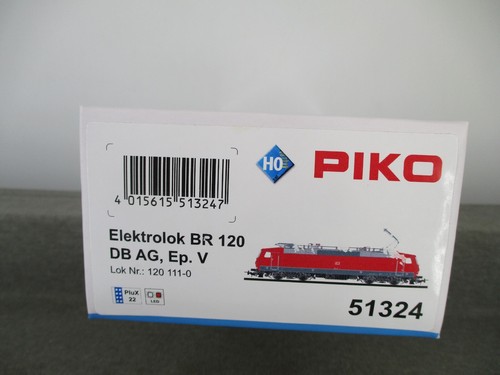 H0
PIKO
4 015615 513247
Elektrolok BR 120
DB AG, Ep. V
Lok Nr.: 120 111-0
PluX
22
LED
51324